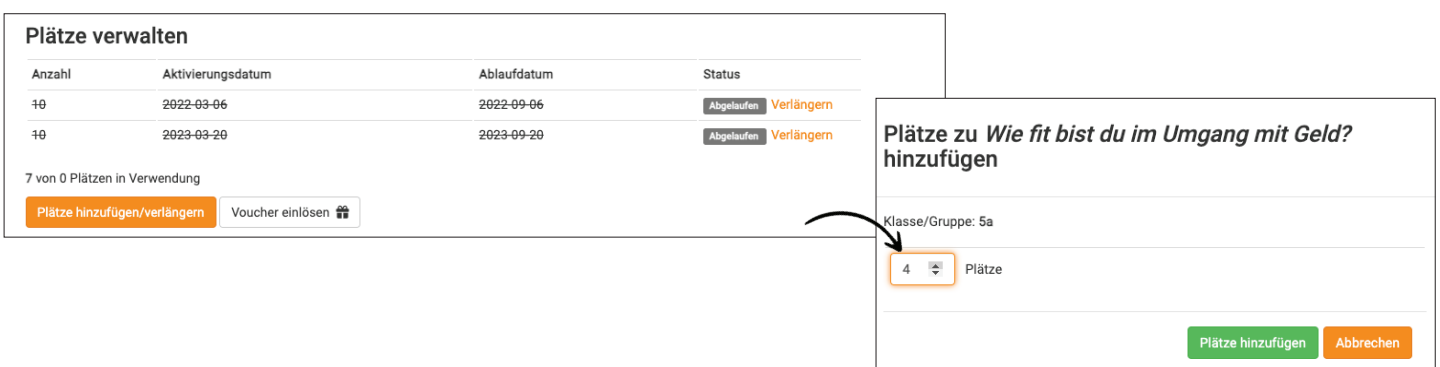 Plätze verwalten
Anzahl Aktivierungsdatum Ablaufdatum Status
10 2022-03-06 2022-09-06 Abgelaufen Verlängern
10 2023-03-20 2023-09-20 Abgelaufen Verlängern
7 von 0 Plätzen in Verwendung
Plätze hinzufügen/verlängern Voucher einlösen
Plätze zu Wie fit bist du im Umgang mit Geld?
hinzufügen
Klasse/Gruppe: 5a
4 Plätze
Plätze hinzufügen Abbrechen